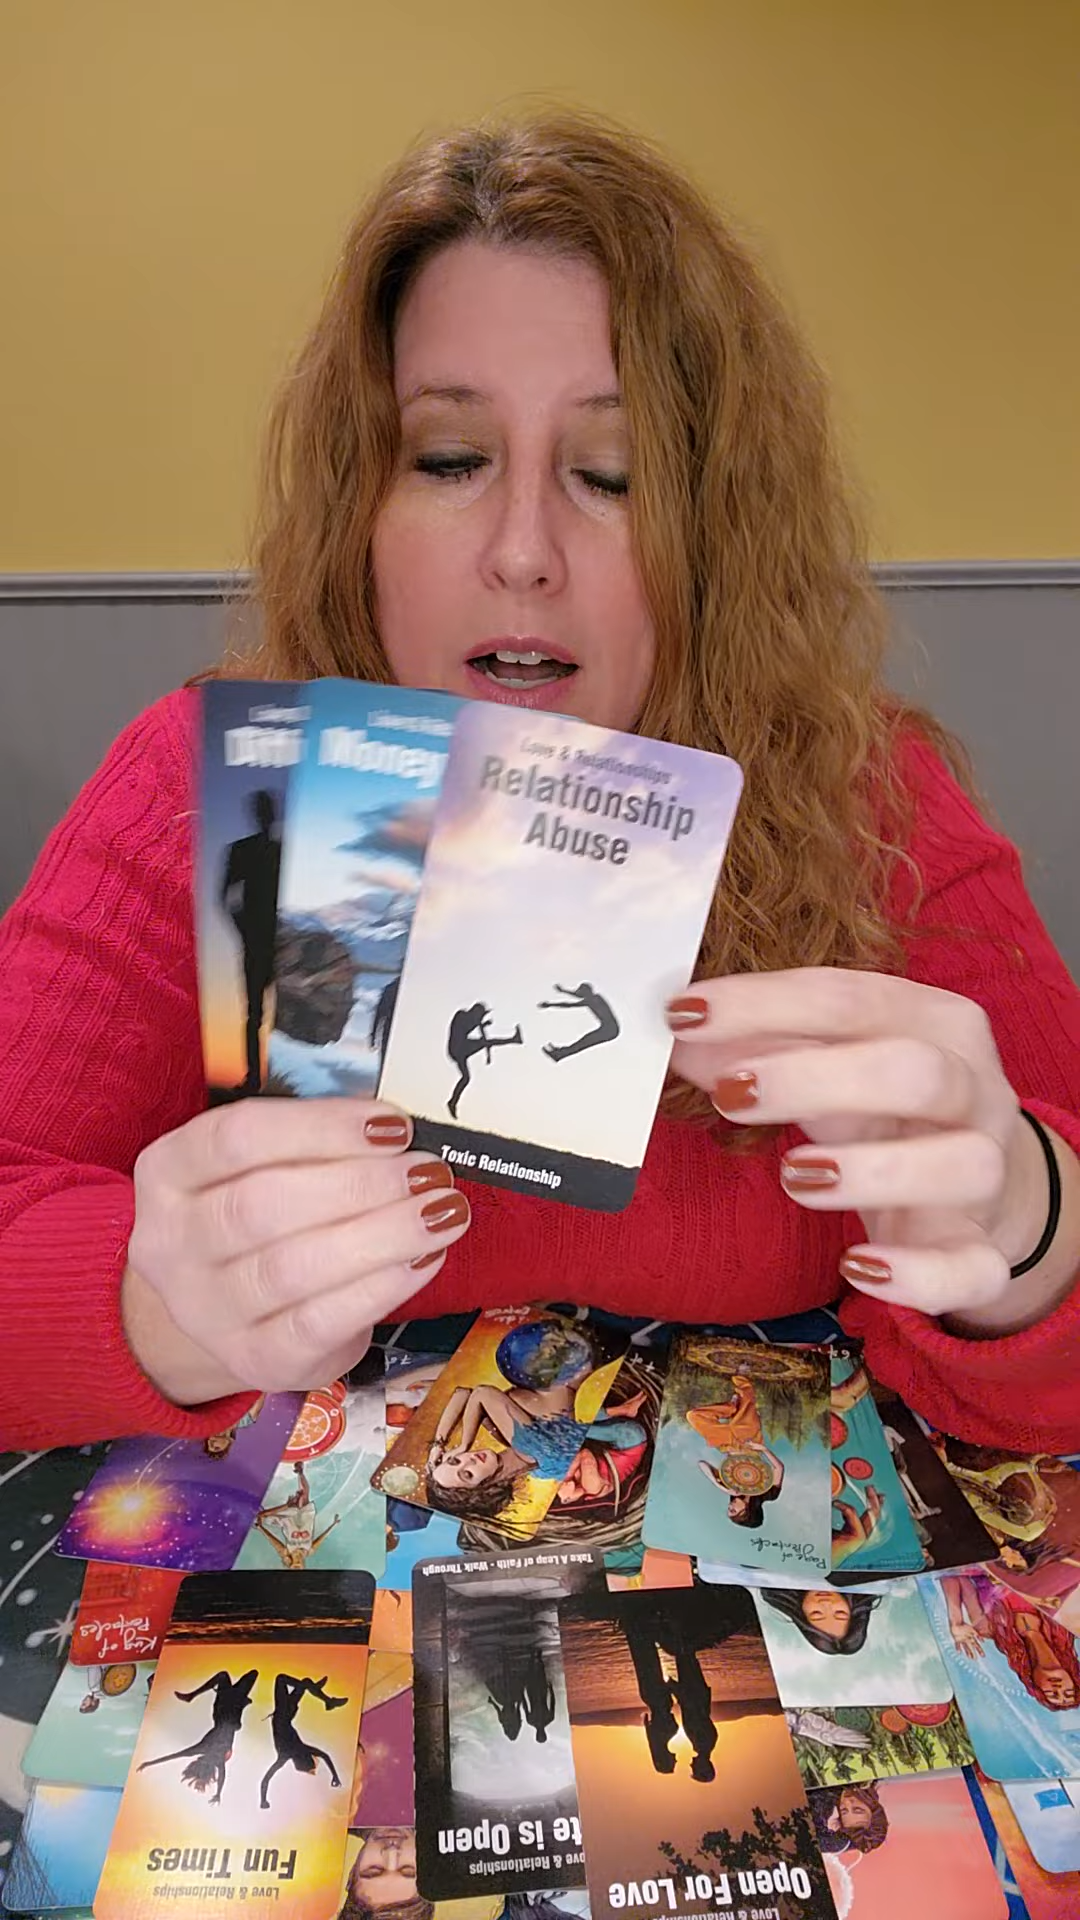 Love & Relationships
Relationship
Abuse
Toxic Relationship
Money
King of
Pentacles
Page of
Pentacles
Take A Leap of Faith - Walk Through
te is Open
Love & Relationships
Fun Times
Love & Relationships
Open For Love
Love & Relationships